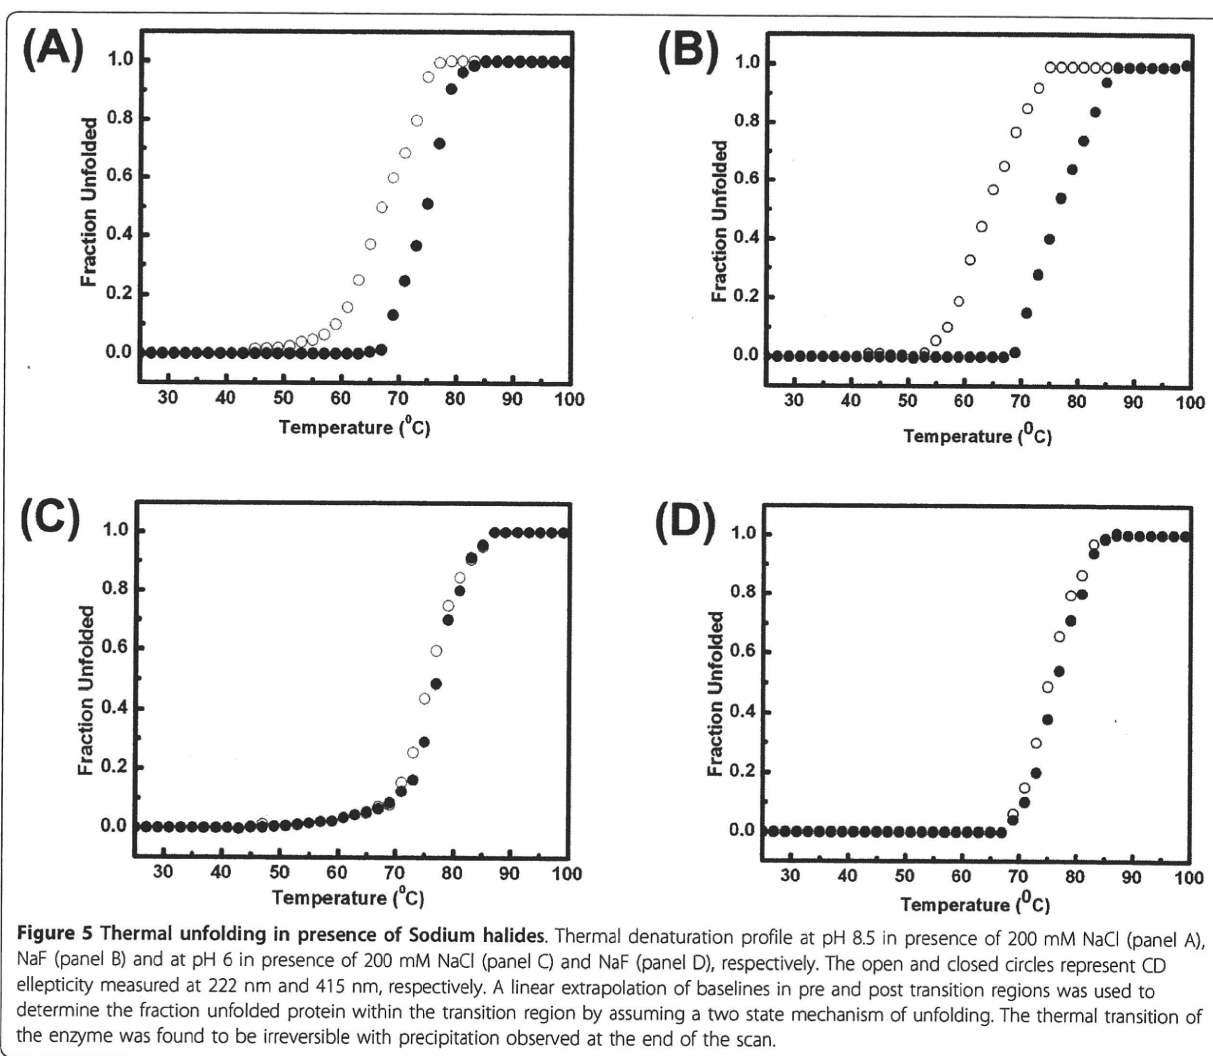 (A)
1.0
0.8
0.6
0.4
0.2
0.0
Fraction Unfolded
30 40 50 60 70 80 90 100
Temperature (⁰C)
(B)
1.0
0.8
0.6
0.4
0.2
0.0
Fraction Unfolded
30 40 50 60 70 80 90 100
Temperature (⁰C)
(C)
1.0
0.8
0.6
0.4
0.2
0.0
Fraction Unfolded
30 40 50 60 70 80 90 100
Temperature (⁰C)
(D)
1.0
0.8
0.6
0.4
0.2
0.0
Fraction Unfolded
30 40 50 60 70 80 90 100
Temperature (⁰C)
Figure 5 Thermal unfolding in presence of Sodium halides. Thermal denaturation profile at pH 8.5 in presence of 200 mM NaCl (panel A),
NaF (panel B) and at pH 6 in presence of 200 mM NaCl (panel C) and NaF (panel D), respectively. The open and closed circles represent CD
ellepticity measured at 222 nm and 415 nm, respectively. A linear extrapolation of baselines in pre and post transition regions was used to
determine the fraction unfolded protein within the transition region by assuming a two state mechanism of unfolding. The thermal transition of
the enzyme was found to be irreversible with precipitation observed at the end of the scan.